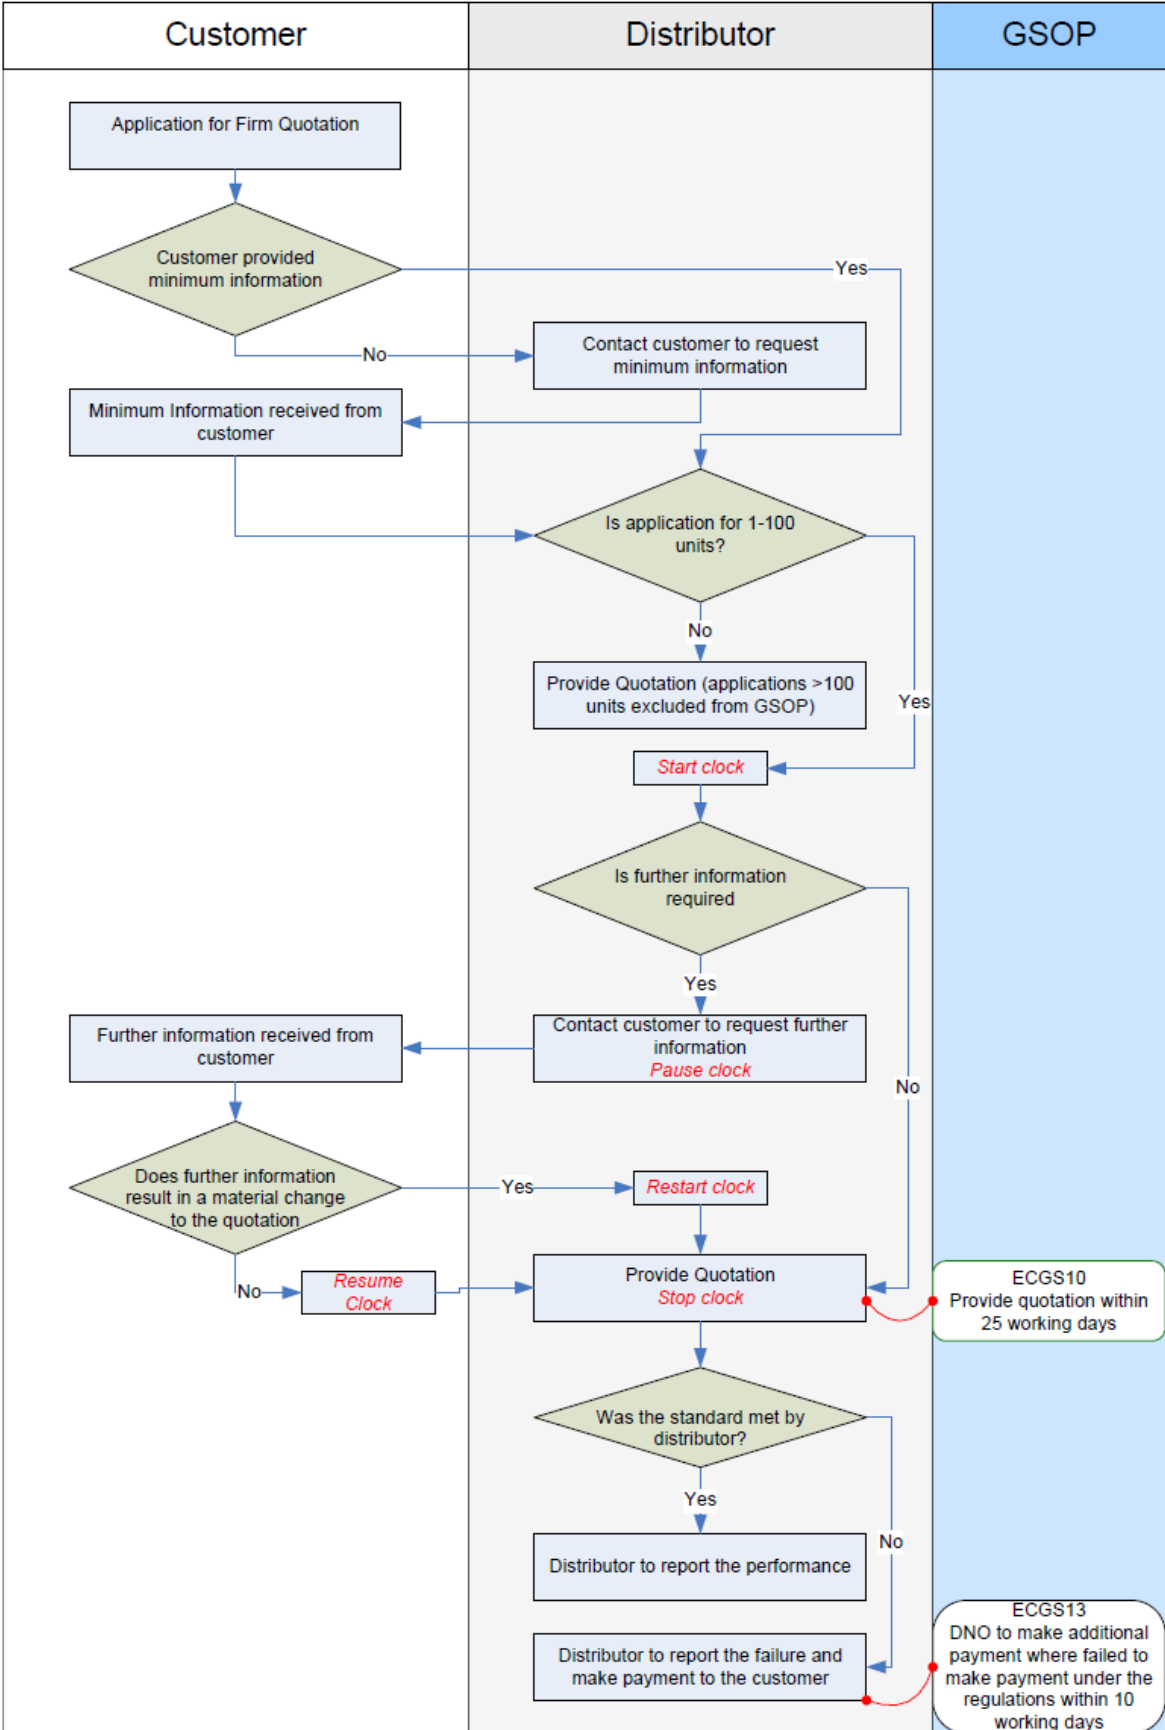 Customer
Distributor
GSOP
Application for Firm Quotation
Customer provided
minimum information
Yes
No
Contact customer to request
minimum information
Minimum Information received from
customer
Is application for 1-100
units?
No
Provide Quotation (applications >100
units excluded from GSOP)
Yes
Start clock
Is further information
required
Yes
Contact customer to request further
information
Pause clock
Further information received from
customer
No
Does further information
result in a material change
to the quotation
Yes
Restart clock
No
Resume
Clock
Provide Quotation
Stop clock
ECGS10
Provide quotation within
25 working days
Was the standard met by
distributor?
Yes
No
Distributor to report the performance
Distributor to report the failure and
make payment to the customer
ECGS13
DNO to make additional
payment where failed to
make payment under the
regulations within 10
working days